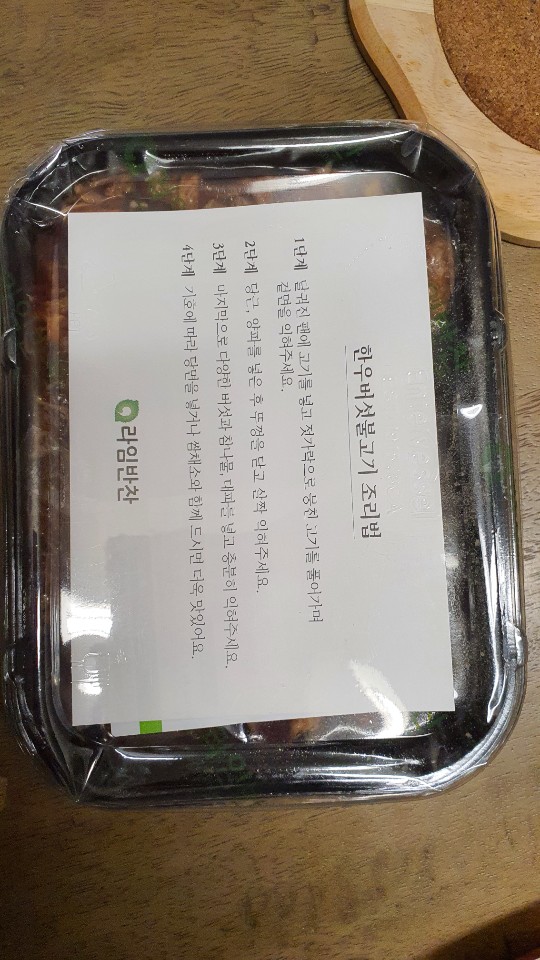 한우버섯불고기 조리법
1단계 달궈진 팬에 고기를 넣고 젓가락으로 뭉친 고기를 풀어가며
겉면을 익혀주세요.
2단계 당근, 양파를 넣은 후 뚜껑을 닫고 살짝 익혀주세요.
3단계 마지막으로 다양한 버섯과 참나물, 대파를 넣고 충분히 익혀주세요.
4단계 기호에 따라 당면을 넣거나 쌈채소와 함께 드시면 더욱 맛있어요.
라임반찬